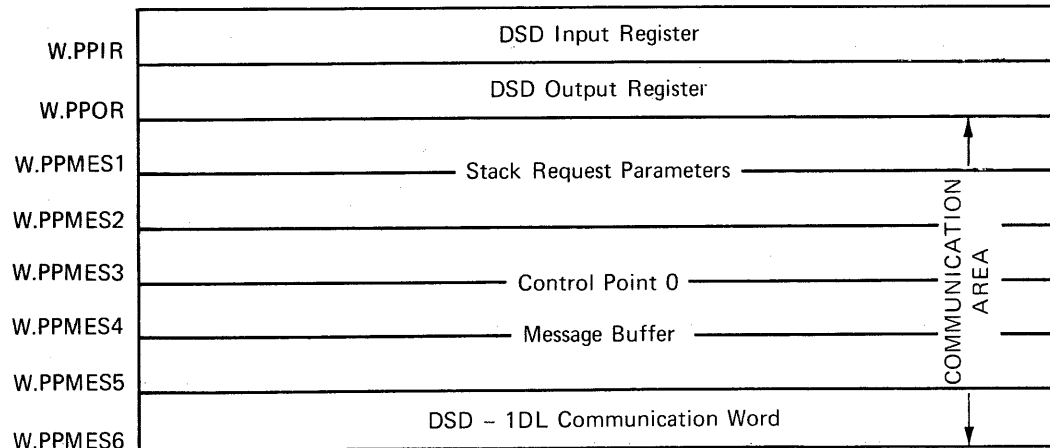 DSD Input Register
W.PPIR
DSD Output Register
W.PPOR
W.PPMES1
Stack Request Parameters
W.PPMES2
W.PPMES3
Control Point 0
W.PPMES4
Message Buffer
W.PPMES5
DSD – 1DL Communication Word
W.PPMES6
COMMUNICATION
AREA